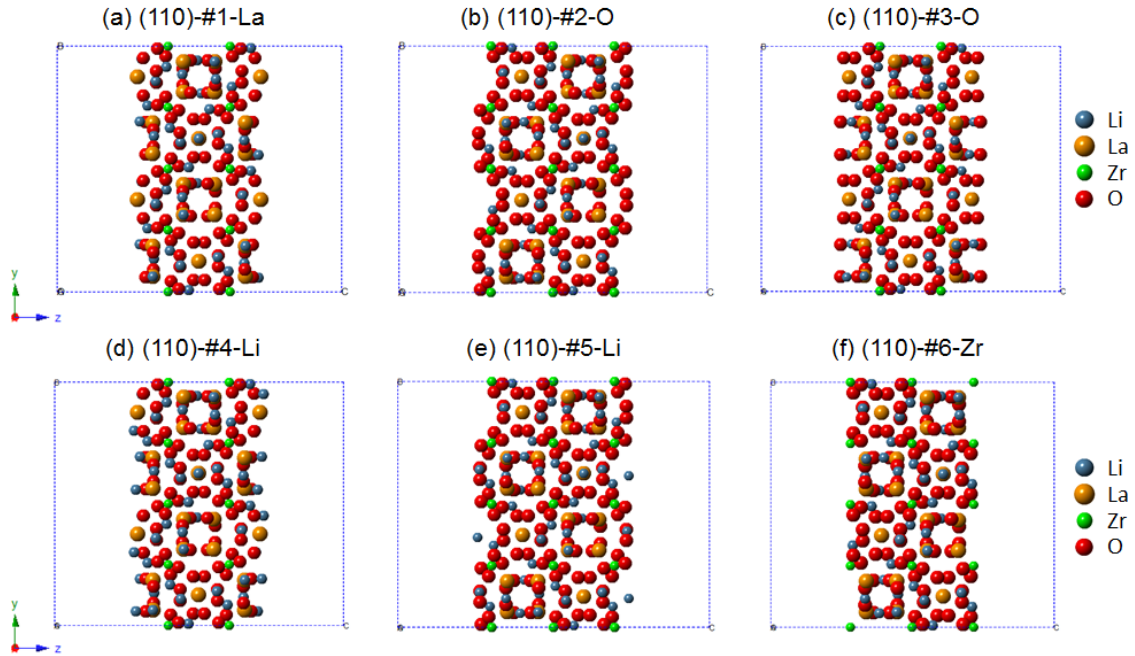 (a) (110)-#1-La
(b) (110)-#2-O
(c) (110)-#3-O
Li
La
Zr
O
y
z
(d) (110)-#4-Li
(e) (110)-#5-Li
(f) (110)-#6-Zr
Li
La
Zr
O
y
z